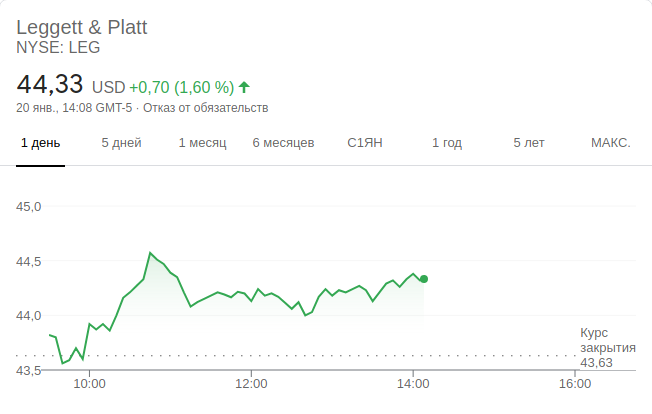 Leggett & Platt
NYSE: LEG
44,33 USD +0,70 (1,60 %)
20 янв., 14:08 GMT-5 · Отказ от обязательств
1 день 5 дней 1 месяц 6 месяцев С1ЯН 1 год 5 лет МАКС.
45,0
44,5
44,0
43,5
Курс
закрытия
43,63
10:00 12:00 14:00 16:00